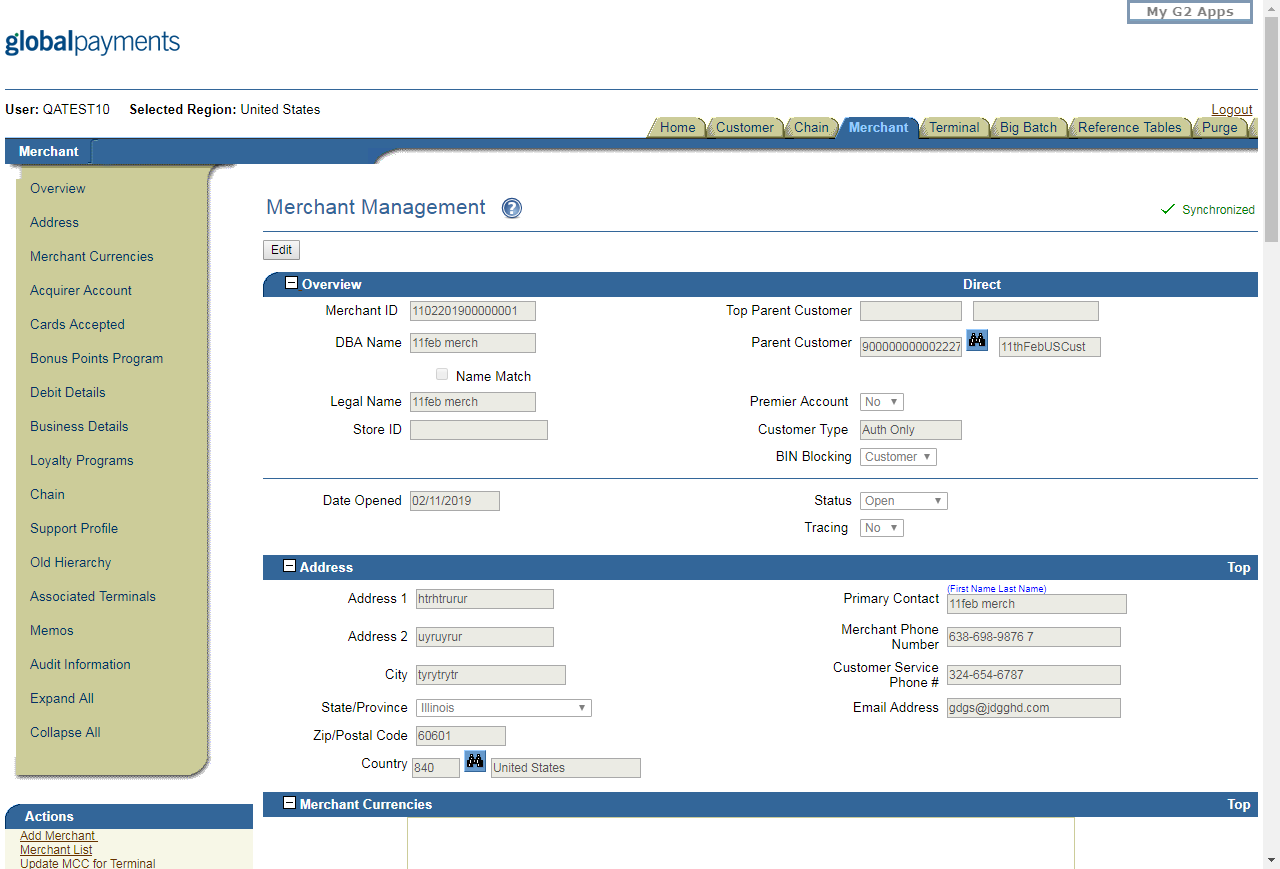 My G2 Apps
globalpayments
User: QATEST10 Selected Region: United States
Logout
Home Customer Chain Merchant Terminal Big Batch Reference Tables Purge
Merchant
Overview
Address
Merchant Currencies
Acquirer Account
Cards Accepted
Bonus Points Program
Debit Details
Business Details
Loyalty Programs
Chain
Support Profile
Old Hierarchy
Associated Terminals
Memos
Audit Information
Expand All
Collapse All
Actions
Add Merchant
Merchant List
Update MCC for Terminal
Merchant Management ?
Synchronized
Edit
Overview Direct
Merchant ID 1102201900000001 Top Parent Customer
DBA Name 11feb merch Parent Customer 900000000002227 11thFebUSCust
Name Match
Legal Name 11feb merch Premier Account No
Store ID Customer Type Auth Only
BIN Blocking Customer
Date Opened 02/11/2019 Status Open
Tracing No
Address Top
(First Name Last Name)
Address 1 htrhtrurur Primary Contact 11feb merch
Address 2 uyruyrur Merchant Phone Number 638-698-9876 7
City tyrytrytr Customer Service Phone # 324-654-6787
State/Province Illinois Email Address gdgs@jdgghd.com
Zip/Postal Code 60601
Country 840 United States
Merchant Currencies Top